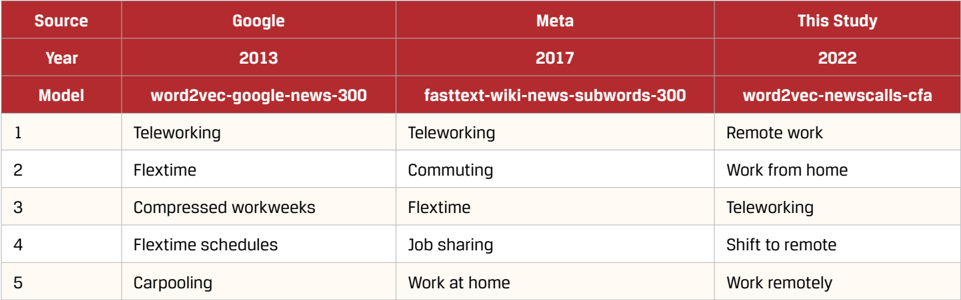 Source Google Meta This Study
Year 2013 2017 2022
Model word2vec-google-news-300 fasttext-wiki-news-subwords-300 word2vec-newscalls-cfa
1 Teleworking Teleworking Remote work
2 Flextime Commuting Work from home
3 Compressed workweeks Flextime Teleworking
4 Flextime schedules Job sharing Shift to remote
5 Carpooling Work at home Work remotely